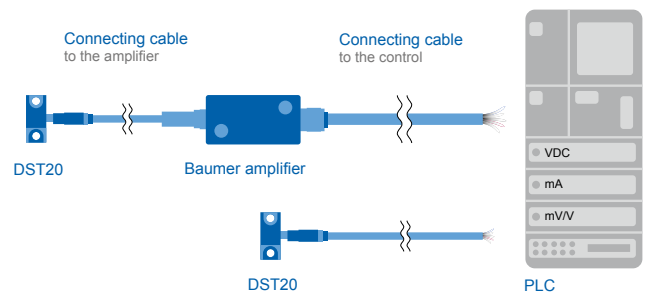 Connecting cable
to the amplifier
Connecting cable
to the control
DST20
Baumer amplifier
VDC
mA
mV/V
DST20
PLC